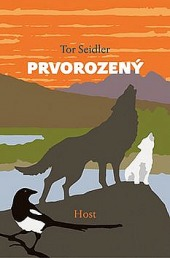 Tor Seidler
PRVOROZENÝ
Host